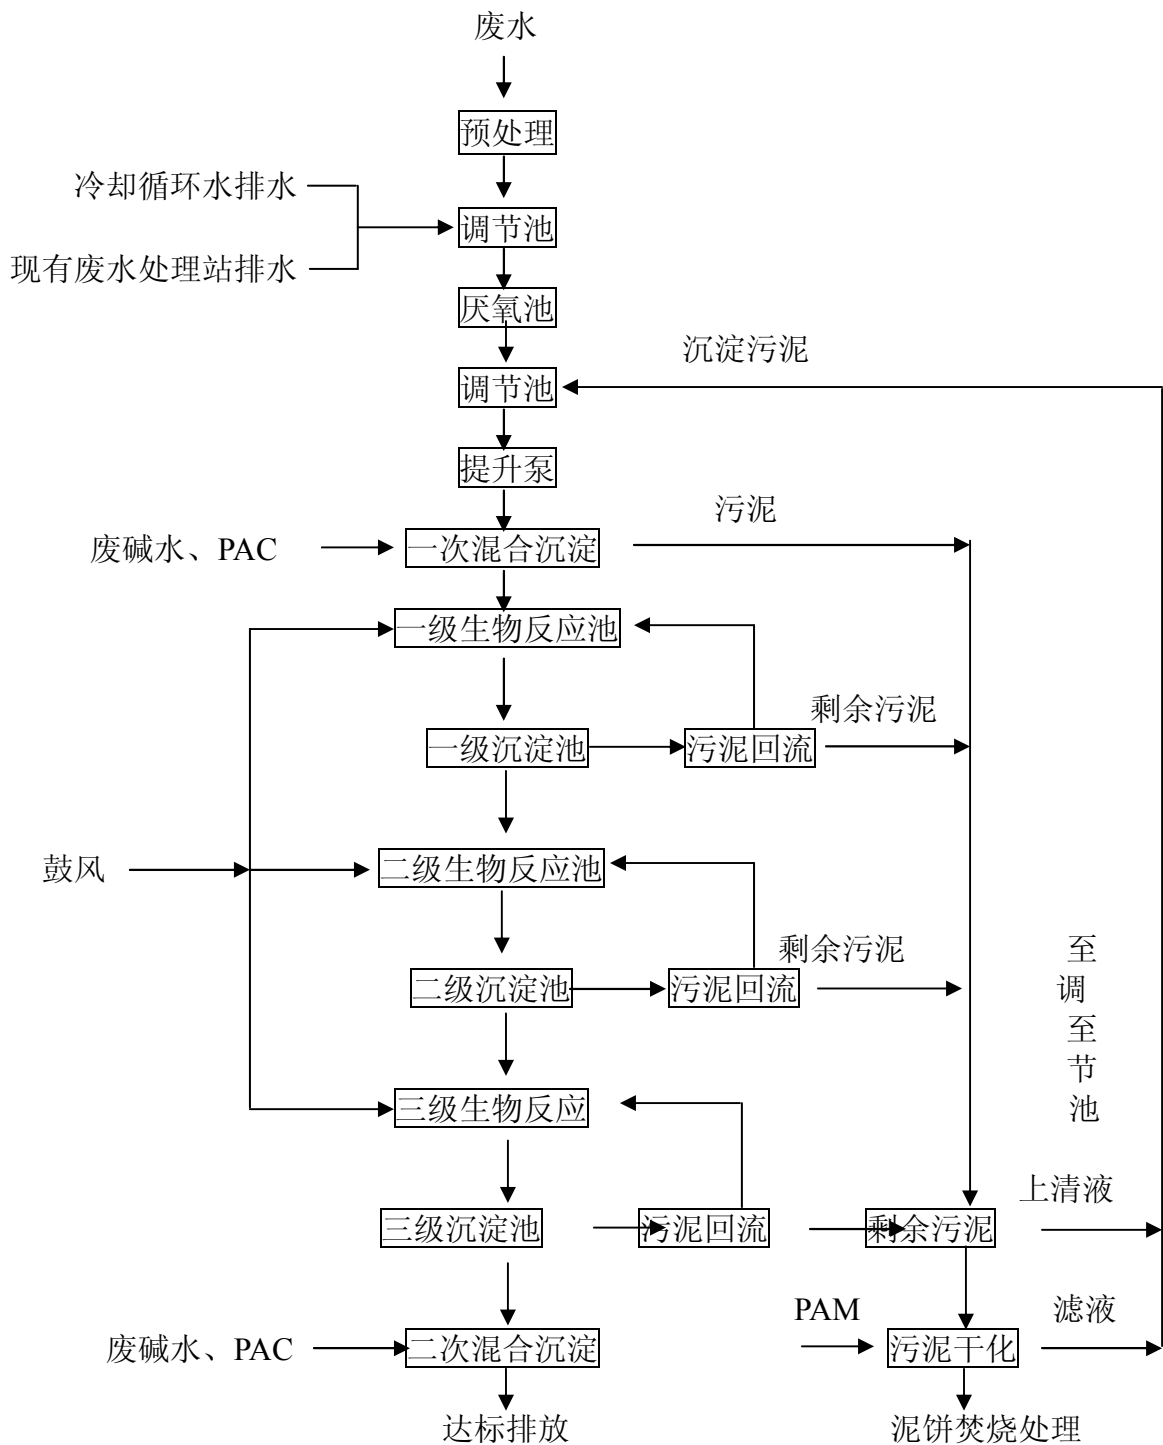 废水
预处理
冷却循环水排水
调节池
现有废水处理站排水
厌氧池
沉淀污泥
调节池
提升泵
污泥
废碱水、PAC
一次混合沉淀
一级生物反应池
剩余污泥
一级沉淀池
污泥回流
鼓风
二级生物反应池
剩余污泥
二级沉淀池
污泥回流
至
调
至
节
池
三级生物反应
上清液
三级沉淀池
污泥回流
剩余污泥
PAM
滤液
废碱水、PAC
二次混合沉淀
污泥干化
达标排放
泥饼焚烧处理